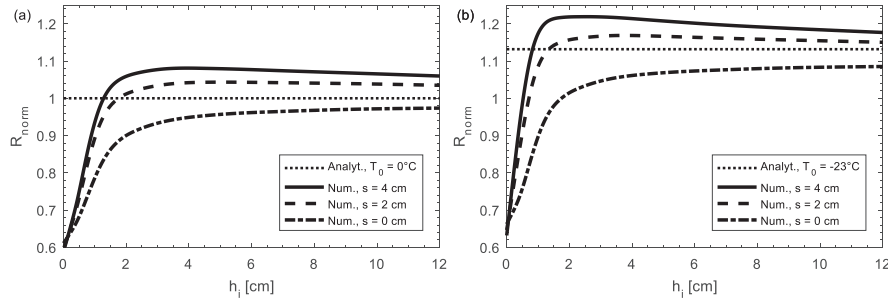 (a)
1.2
1.1
1
0.9
0.8
0.7
0.6
R_norm
0 2 4 6 8 10 12
h_i [cm]
Analyt., T_0 = 0°C
Num., s = 4 cm
Num., s = 2 cm
Num., s = 0 cm
(b)
1.2
1.1
1
0.9
0.8
0.7
0.6
R_norm
0 2 4 6 8 10 12
h_i [cm]
Analyt., T_0 = -23°C
Num., s = 4 cm
Num., s = 2 cm
Num., s = 0 cm